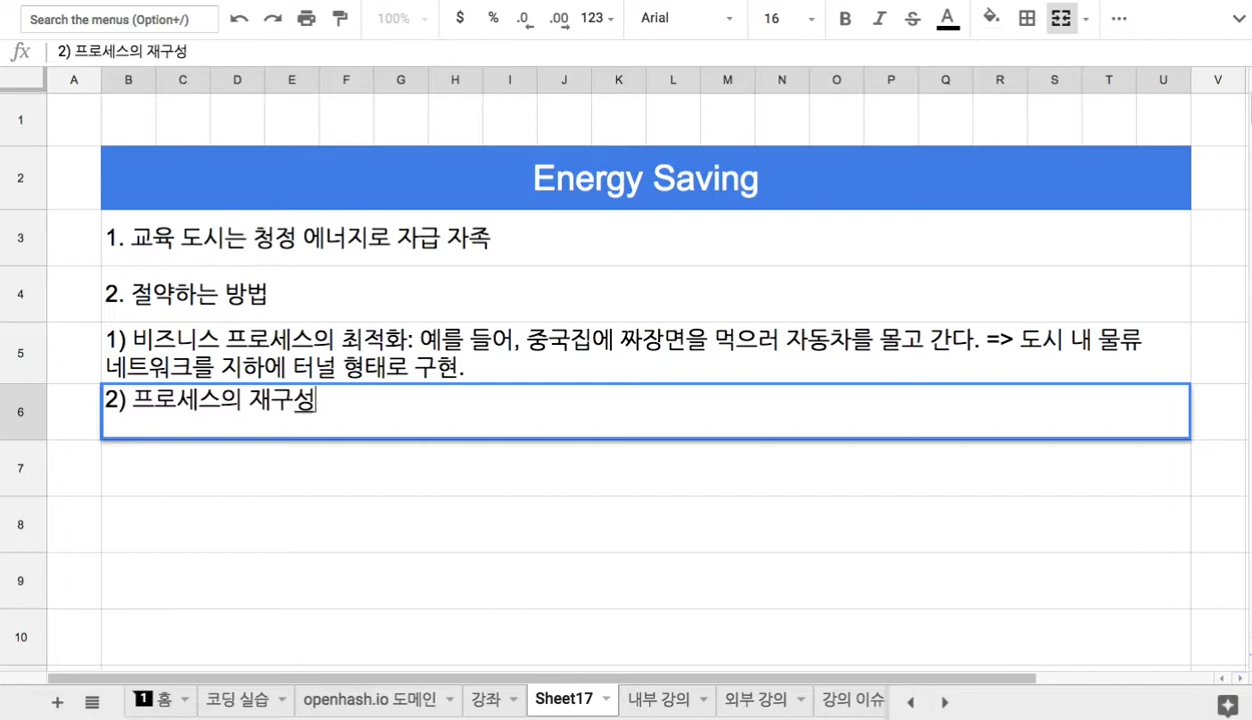 Search the menus (Option+/) 100% $ % .0 .00 123 Arial 16 B I S A
fx 2) 프로세스의 재구성
A B C D E F G H I J K L M N O P Q R S T U V
1
2 Energy Saving
3 1. 교육 도시는 청정 에너지로 자급 자족
4 2. 절약하는 방법
5 1) 비즈니스 프로세스의 최적화: 예를 들어, 중국집에 짜장면을 먹으러 자동차를 몰고 간다. => 도시 내 물류
네트워크를 지하에 터널 형태로 구현.
6 2) 프로세스의 재구성
7
8
9
10
1 홈 코딩 실습 openhash.io 도메인 강좌 Sheet17 내부 강의 외부 강의 강의 이슈